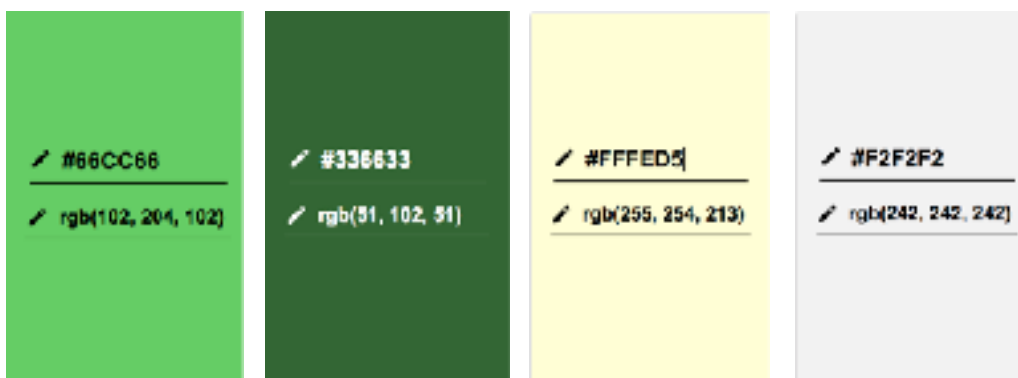 #66CC66
rgb(102, 204, 102)
#336633
rgb(51, 102, 51)
#FFFED5
rgb(255, 254, 213)
#F2F2F2
rgb(242, 242, 242)